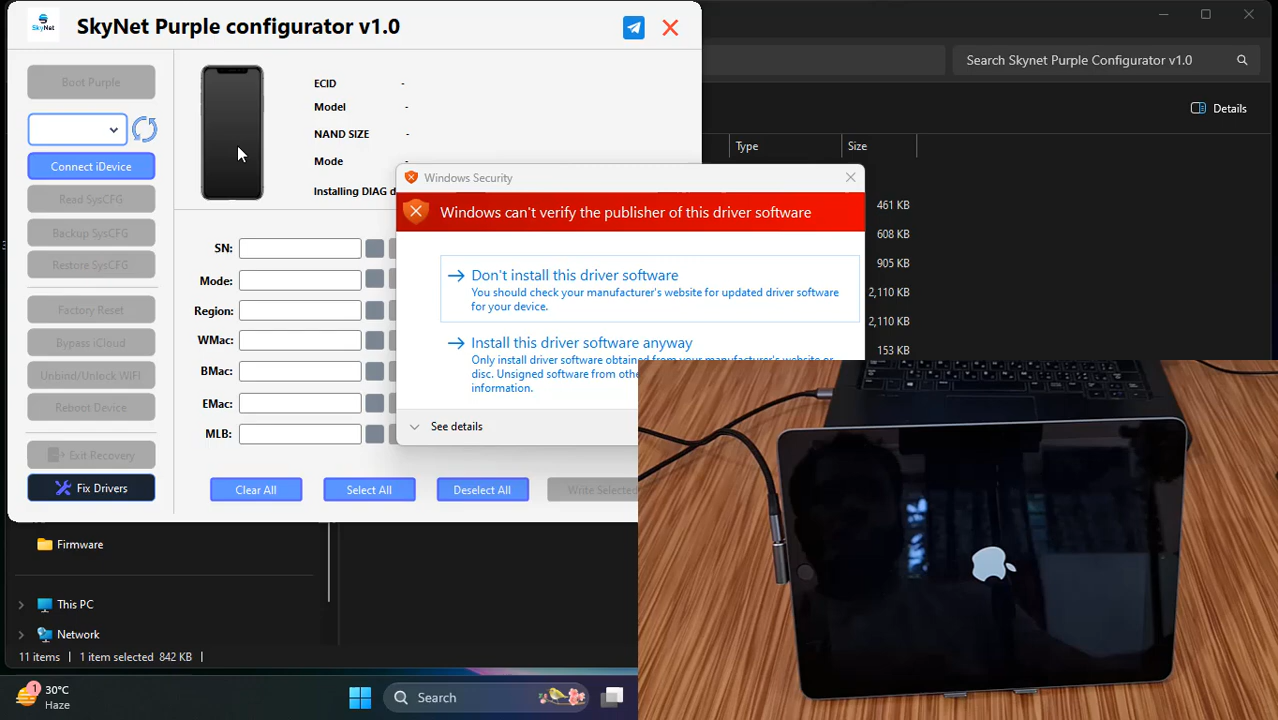 SkyNet
SkyNet Purple configurator v1.0
Boot Purple
Connect iDevice
Read SysCFG
Backup SysCFG
Restore SysCFG
Factory Reset
Bypass iCloud
Unbind/Unlock WIFI
Reboot Device
Exit Recovery
Fix Drivers
ECID -
Model -
NAND SIZE -
Mode -
Installing DIAG d
SN:
Mode:
Region:
WMac:
BMac:
EMac:
MLB:
Clear All
Select All
Deselect All
Write Selected
Windows Security
Windows can't verify the publisher of this driver software
Don't install this driver software
You should check your manufacturer's website for updated driver software
for your device.
Install this driver software anyway
Only install driver software obtained from your manufacturer's website or
disc. Unsigned software from othe
information.
See details
Search Skynet Purple Configurator v1.0
Details
Type
Size
461 KB
608 KB
905 KB
2,110 KB
2,110 KB
153 KB
Firmware
This PC
Network
11 items
1 item selected 842 KB
1
30°C
Haze
Search